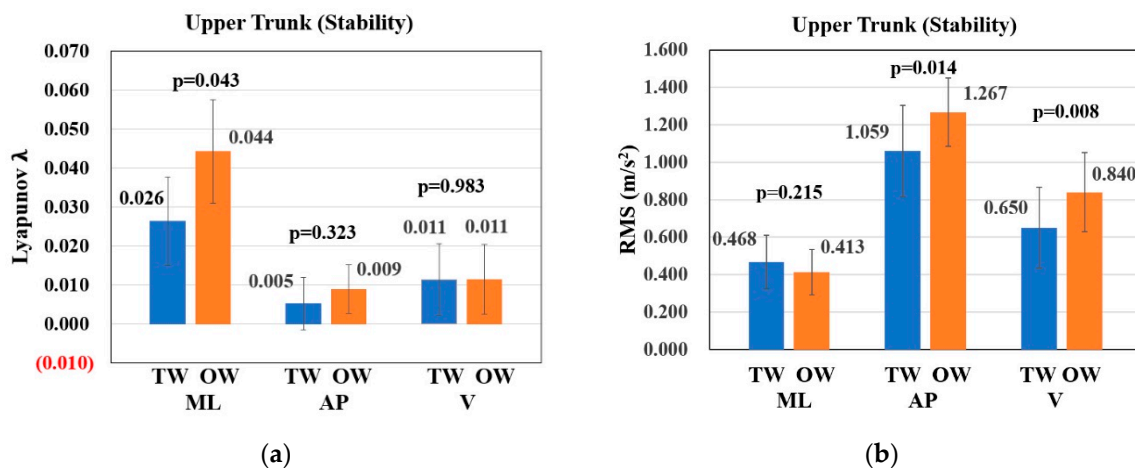 Upper Trunk (Stability)
0.070
0.060
0.050
0.040
0.030
0.020
0.010
0.000
(0.010)
Lyapunov λ
p=0.043
0.026
0.044
p=0.323
0.005
0.009
p=0.983
0.011
0.011
TW OW TW OW TW OW
ML AP V
(a)
Upper Trunk (Stability)
1.600
1.400
1.200
1.000
0.800
0.600
0.400
0.200
0.000
RMS (m/s²)
p=0.215
0.468
0.413
p=0.014
1.059
1.267
p=0.008
0.650
0.840
TW OW TW OW TW OW
ML AP V
(b)